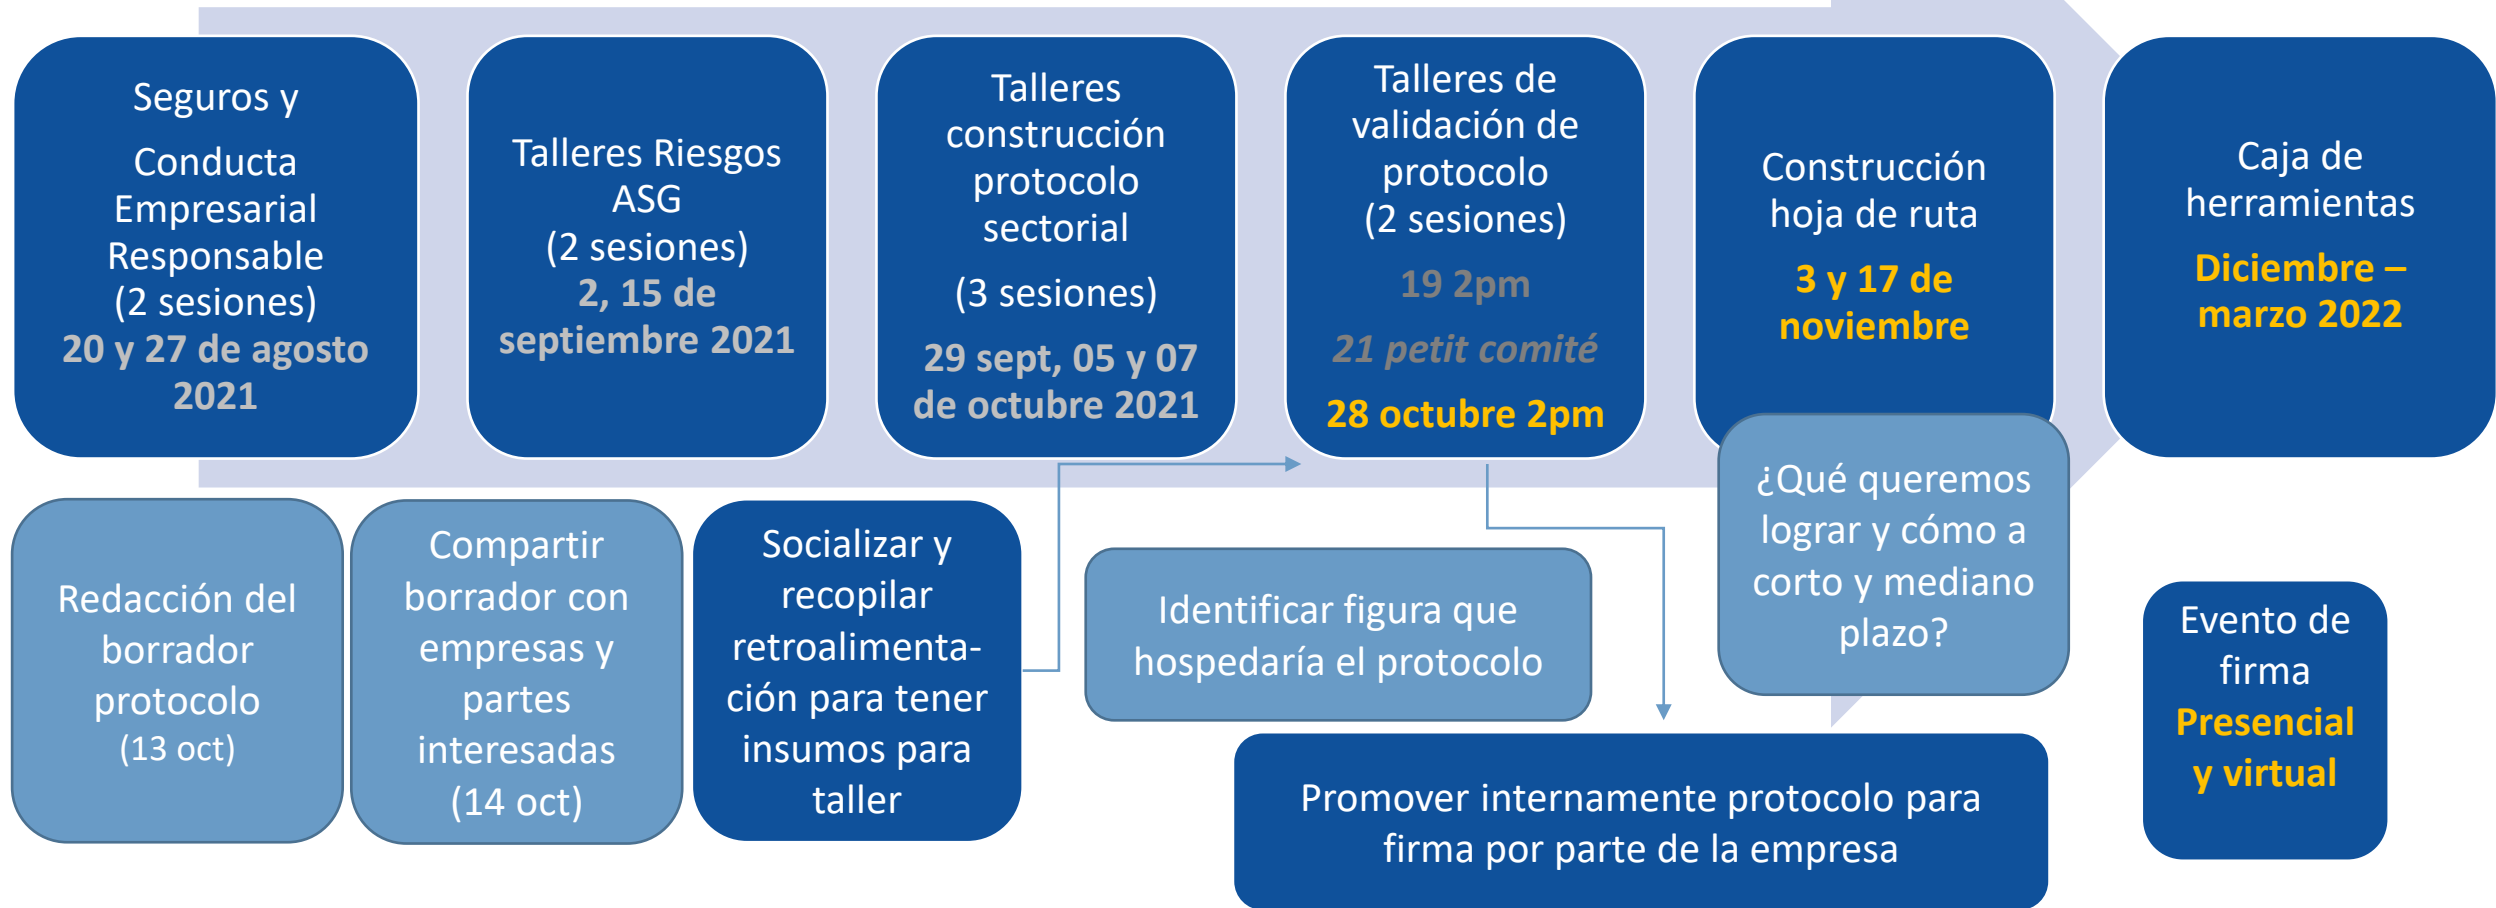 Seguros y
Conducta
Empresarial
Responsable
(2 sesiones)
20 y 27 de agosto
2021
Talleres Riesgos
ASG
(2 sesiones)
2, 15 de
septiembre 2021
Talleres
construcción
protocolo
sectorial
(3 sesiones)
29 sept, 05 y 07
de octubre 2021
Talleres de
validación de
protocolo
(2 sesiones)
19 2pm
21 petit comité
28 octubre 2pm
Construcción
hoja de ruta
3 y 17 de
noviembre
Caja de
herramientas
Diciembre –
marzo 2022
Redacción del
borrador
protocolo
(13 oct)
Compartir
borrador con
empresas y
partes
interesadas
(14 oct)
Socializar y
recopilar
retroalimenta-
ción para tener
insumos para
taller
Identificar figura que
hospedaría el protocolo
¿Qué queremos
lograr y cómo a
corto y mediano
plazo?
Promover internamente protocolo para
firma por parte de la empresa
Evento de
firma
Presencial
y virtual